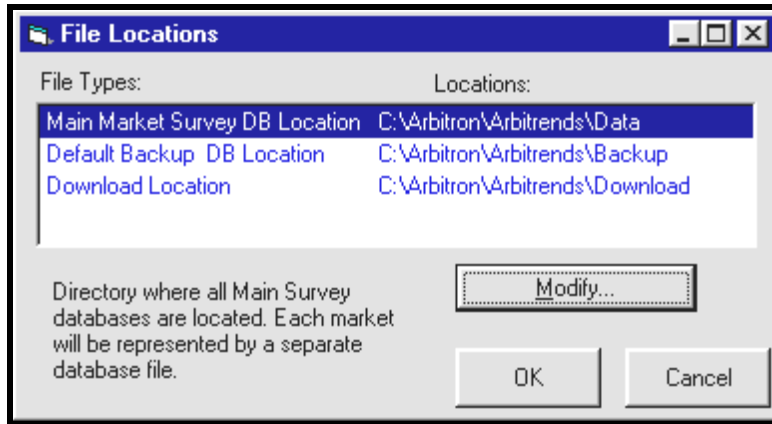 File Locations
File Types: Locations:
Main Market Survey DB Location C:\Arbitron\Arbitrends\Data
Default Backup  DB Location C:\Arbitron\Arbitrends\Backup
Download Location C:\Arbitron\Arbitrends\Download
Directory where all Main Survey
databases are located. Each market
will be represented by a separate
database file.
Modify...
OK Cancel